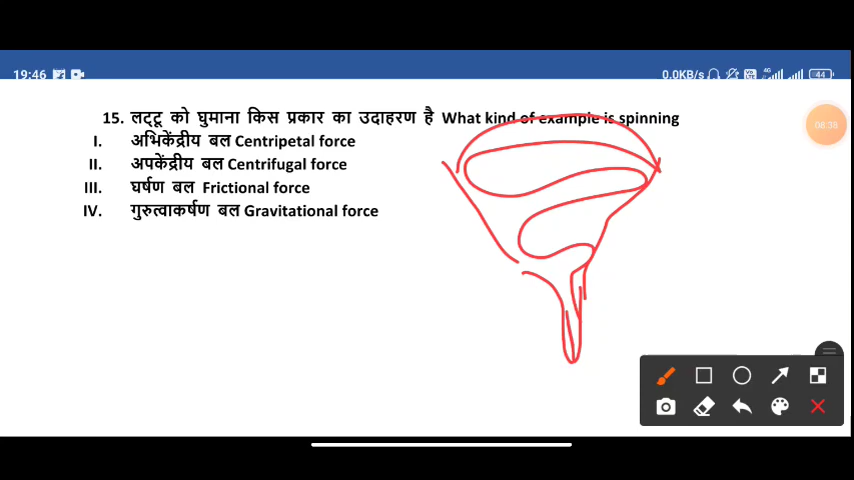 19:46 0.0KB/s 4G 44
08:38
15. लट्टू को घुमाना किस प्रकार का उदाहरण है What kind of example is spinning
I. अभिकेंद्रीय बल Centripetal force
II. अपकेंद्रीय बल Centrifugal force
III. घर्षण बल Frictional force
IV. गुरुत्वाकर्षण बल Gravitational force